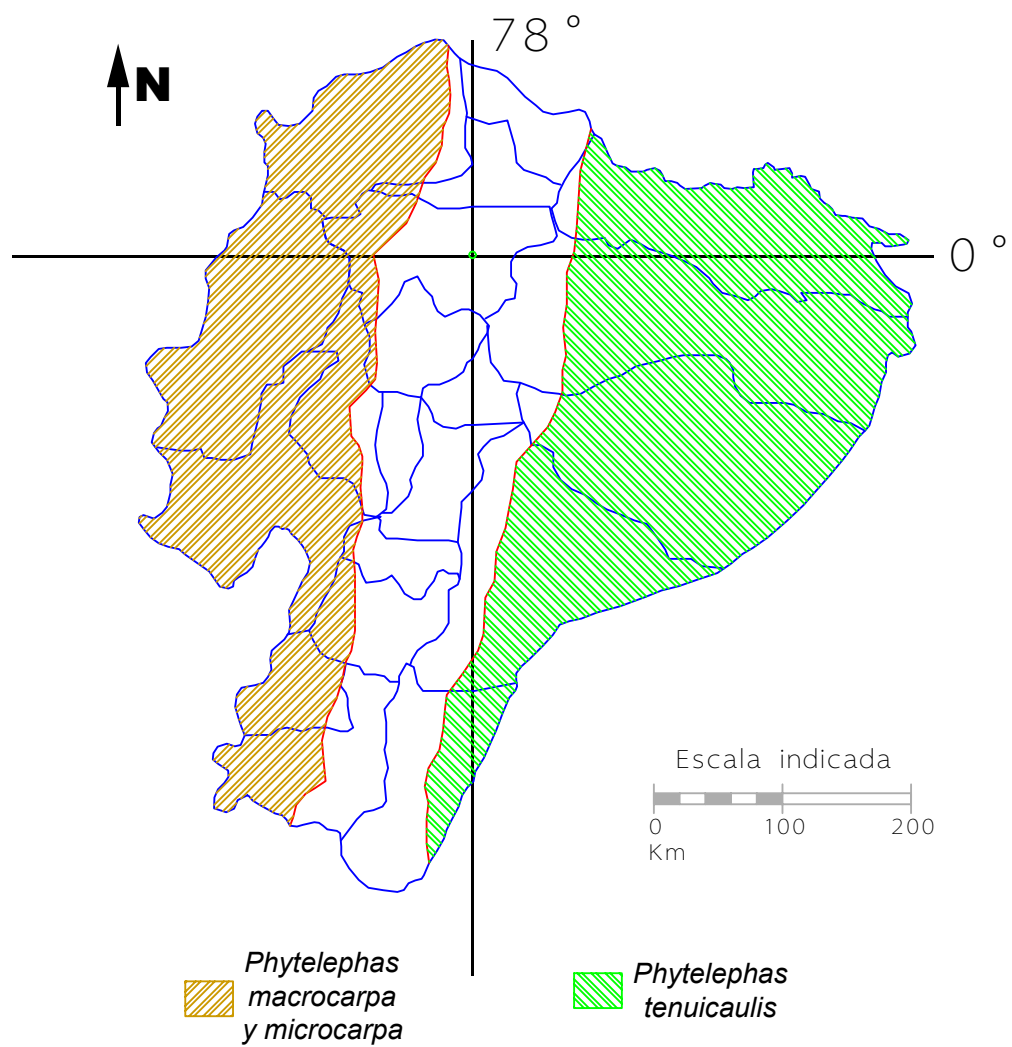 78 °
N
0 °
Escala indicada
0 100 200
Km
Phytelephas
macrocarpa
y microcarpa
Phytelephas
tenuicaulis